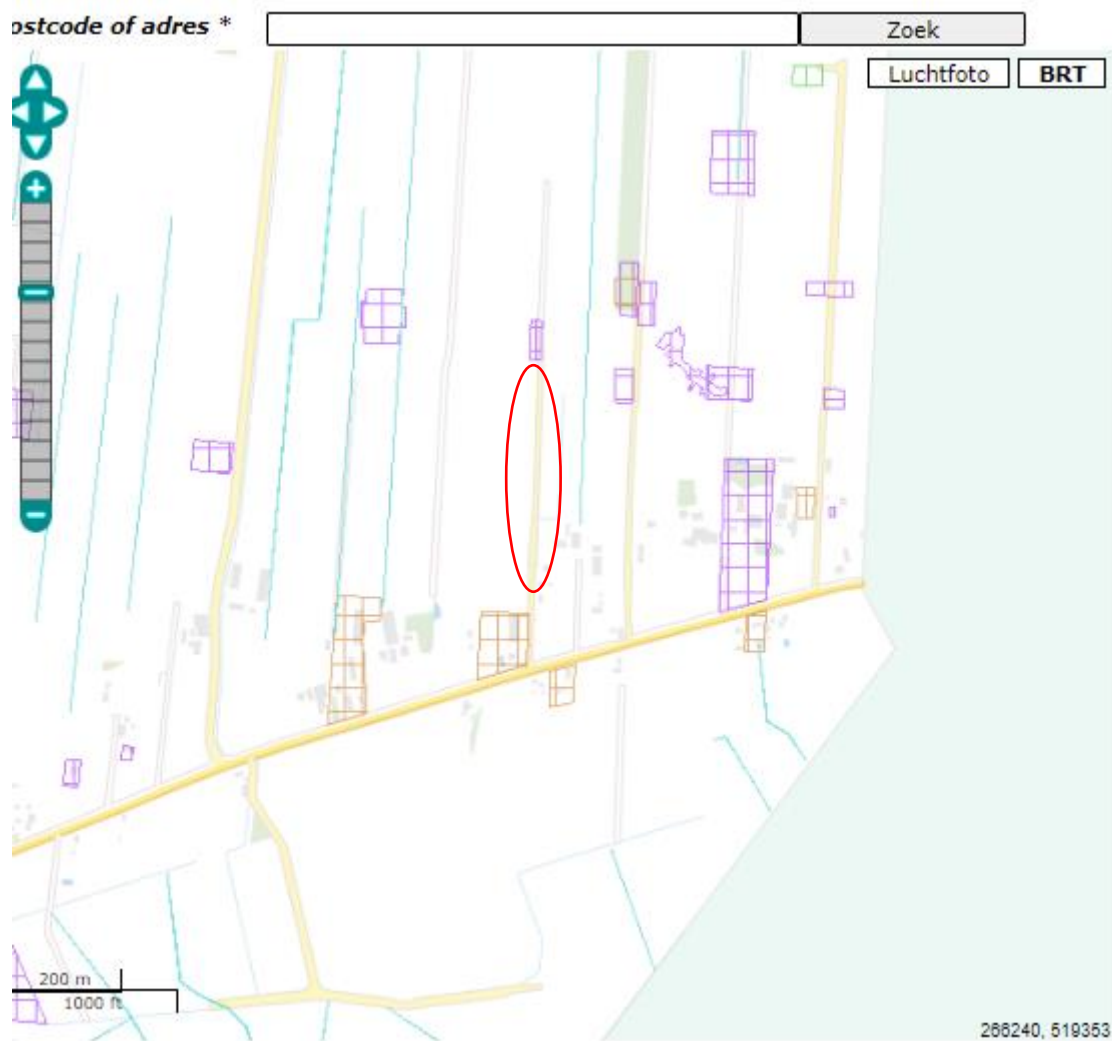 ostcode of adres *
Zoek
Luchtfoto
BRT
200 m
1000 ft
266240, 519353